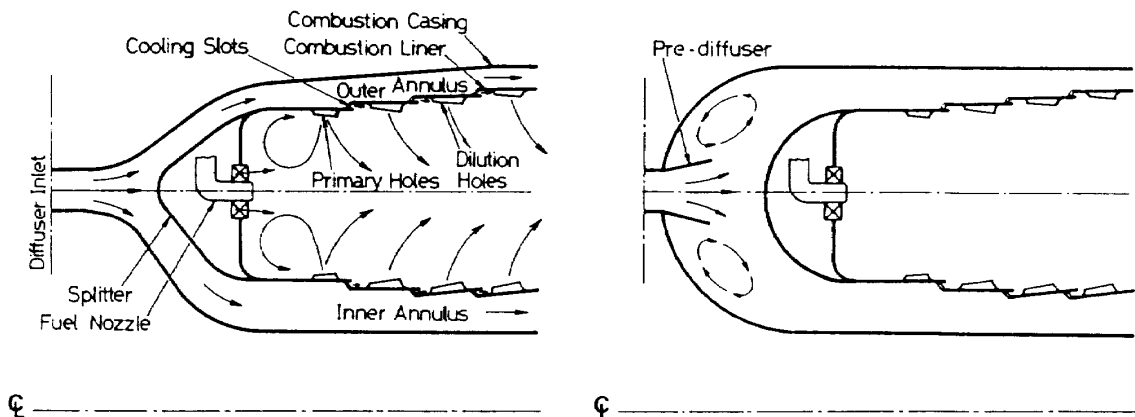 Combustion Casing
Cooling Slots
Combustion Liner
Outer Annulus
Diffuser Inlet
Primary Holes
Dilution
Holes
Splitter
Fuel Nozzle
Inner Annulus
℄
Pre-diffuser
℄